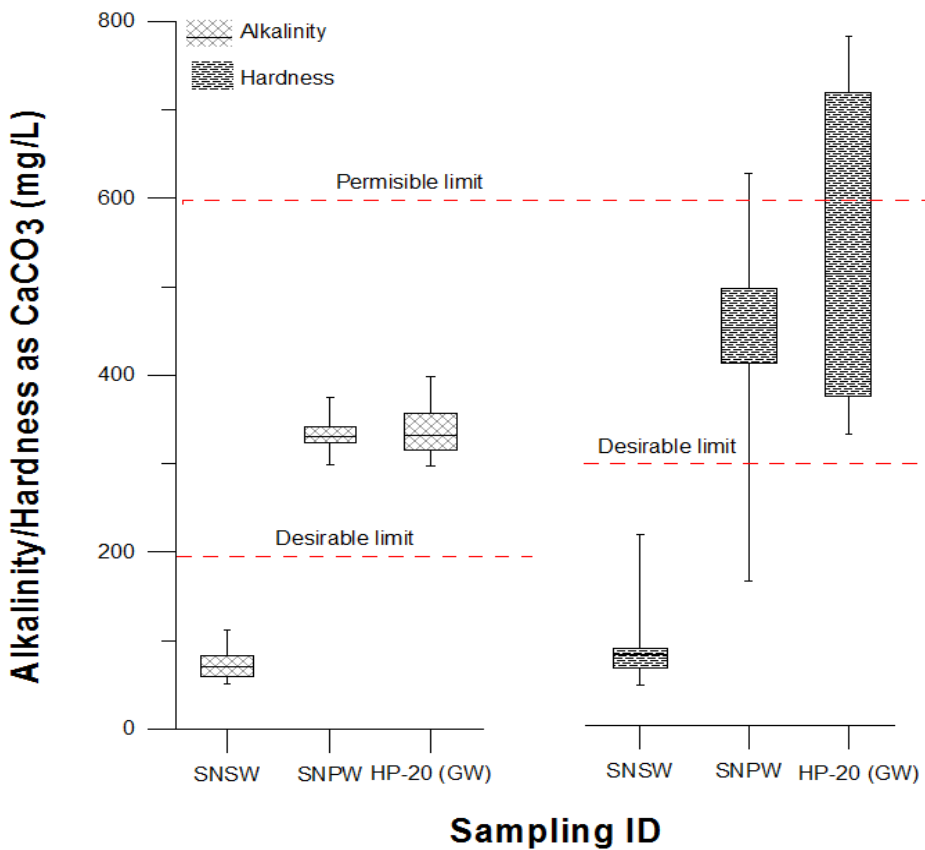 Alkalinity/Hardness as CaCO3 (mg/L)
800
600
400
200
0
Alkalinity
Hardness
Permisible limit
Desirable limit
Desirable limit
SNSW
SNPW
HP-20 (GW)
SNSW
SNPW
HP-20 (GW)
Sampling ID